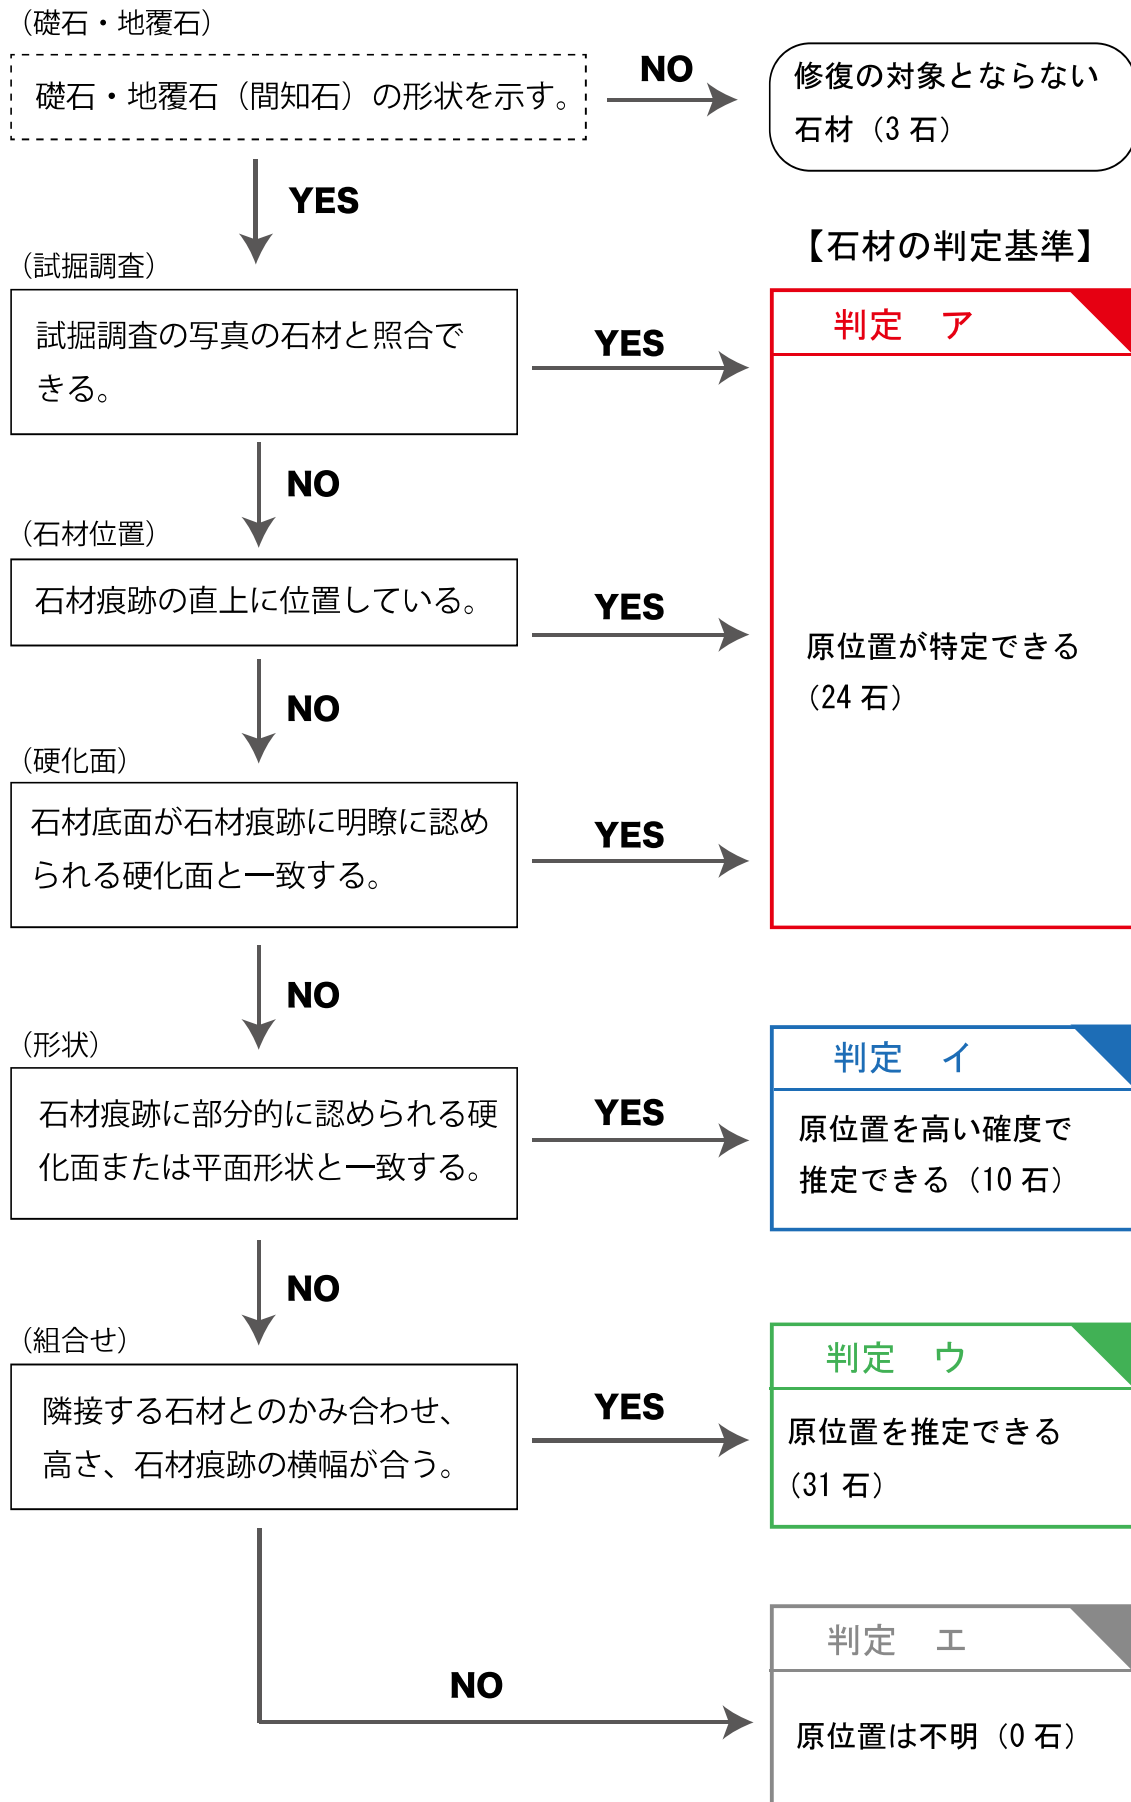 （礎石・地覆石）
礎石・地覆石（間知石）の形状を示す。
NO
修復の対象とならない
石材（3 石）
YES
【石材の判定基準】
（試掘調査）
試掘調査の写真の石材と照合で
きる。
YES
判定　ア
NO
（石材位置）
石材痕跡の直上に位置している。
YES
原位置が特定できる
（24 石）
NO
（硬化面）
石材底面が石材痕跡に明瞭に認め
られる硬化面と一致する。
YES
NO
（形状）
石材痕跡に部分的に認められる硬
化面または平面形状と一致する。
YES
判定　イ
原位置を高い確度で
推定できる（10 石）
NO
（組合せ）
隣接する石材とのかみ合わせ、
高さ、石材痕跡の横幅が合う。
YES
判定　ウ
原位置を推定できる
（31 石）
NO
判定　エ
原位置は不明（0 石）